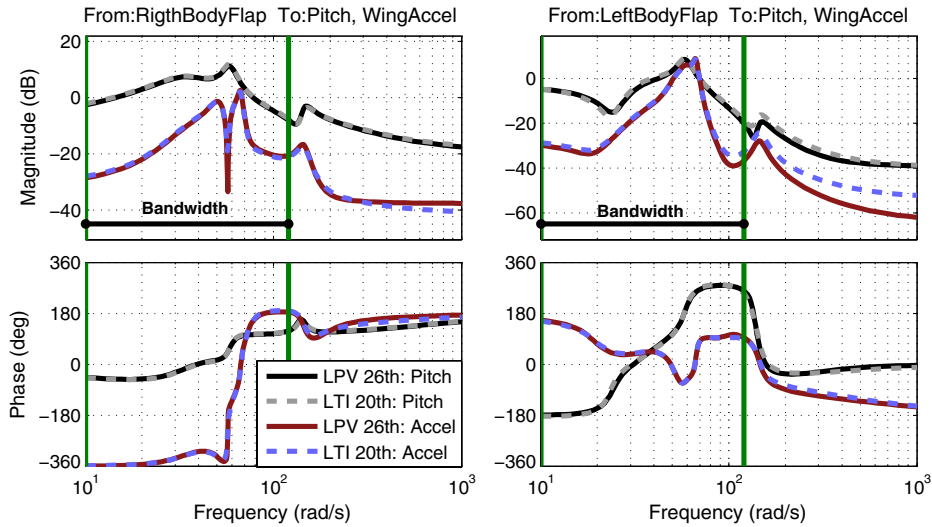 From:RigthBodyFlap To:Pitch, WingAccel
From:LeftBodyFlap To:Pitch, WingAccel
Magnitude (dB)
20
0
−20
−40
Bandwidth
0
−20
−40
−60
Bandwidth
Phase (deg)
360
180
0
−180
−360
LPV 26th: Pitch
LTI 20th: Pitch
LPV 26th: Accel
LTI 20th: Accel
10^1
10^2
10^3
Frequency (rad/s)
360
180
0
−180
−360
10^1
10^2
10^3
Frequency (rad/s)